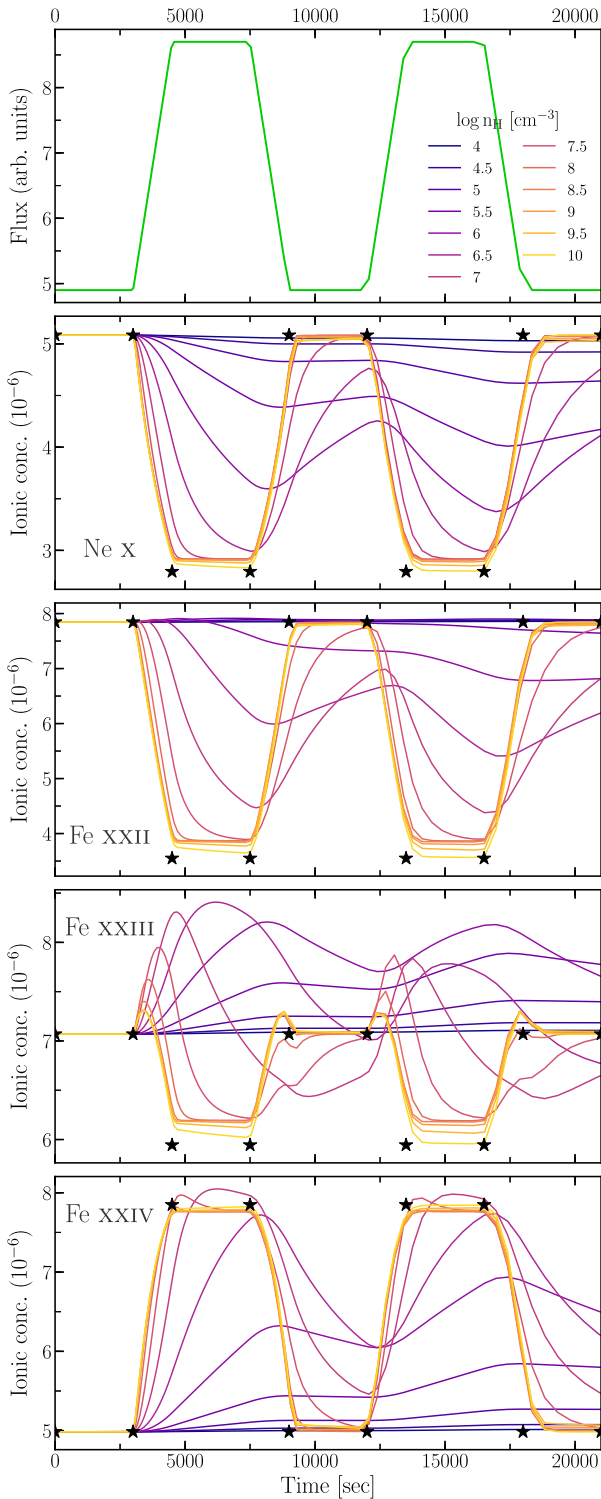 0 5000 10000 15000 20000
8
7
6
5
Flux (arb. units)
log n_H [cm⁻³]
4 7.5
4.5 8
5 8.5
5.5 9
6 9.5
6.5 10
7
5
4
3
Ionic conc. (10⁻⁶)
Ne X
8
7
6
5
4
Ionic conc. (10⁻⁶)
Fe XXII
Fe XXIII
8
7
6
Ionic conc. (10⁻⁶)
8
Fe XXIV
7
6
5
Ionic conc. (10⁻⁶)
0 5000 10000 15000 20000
Time [sec]